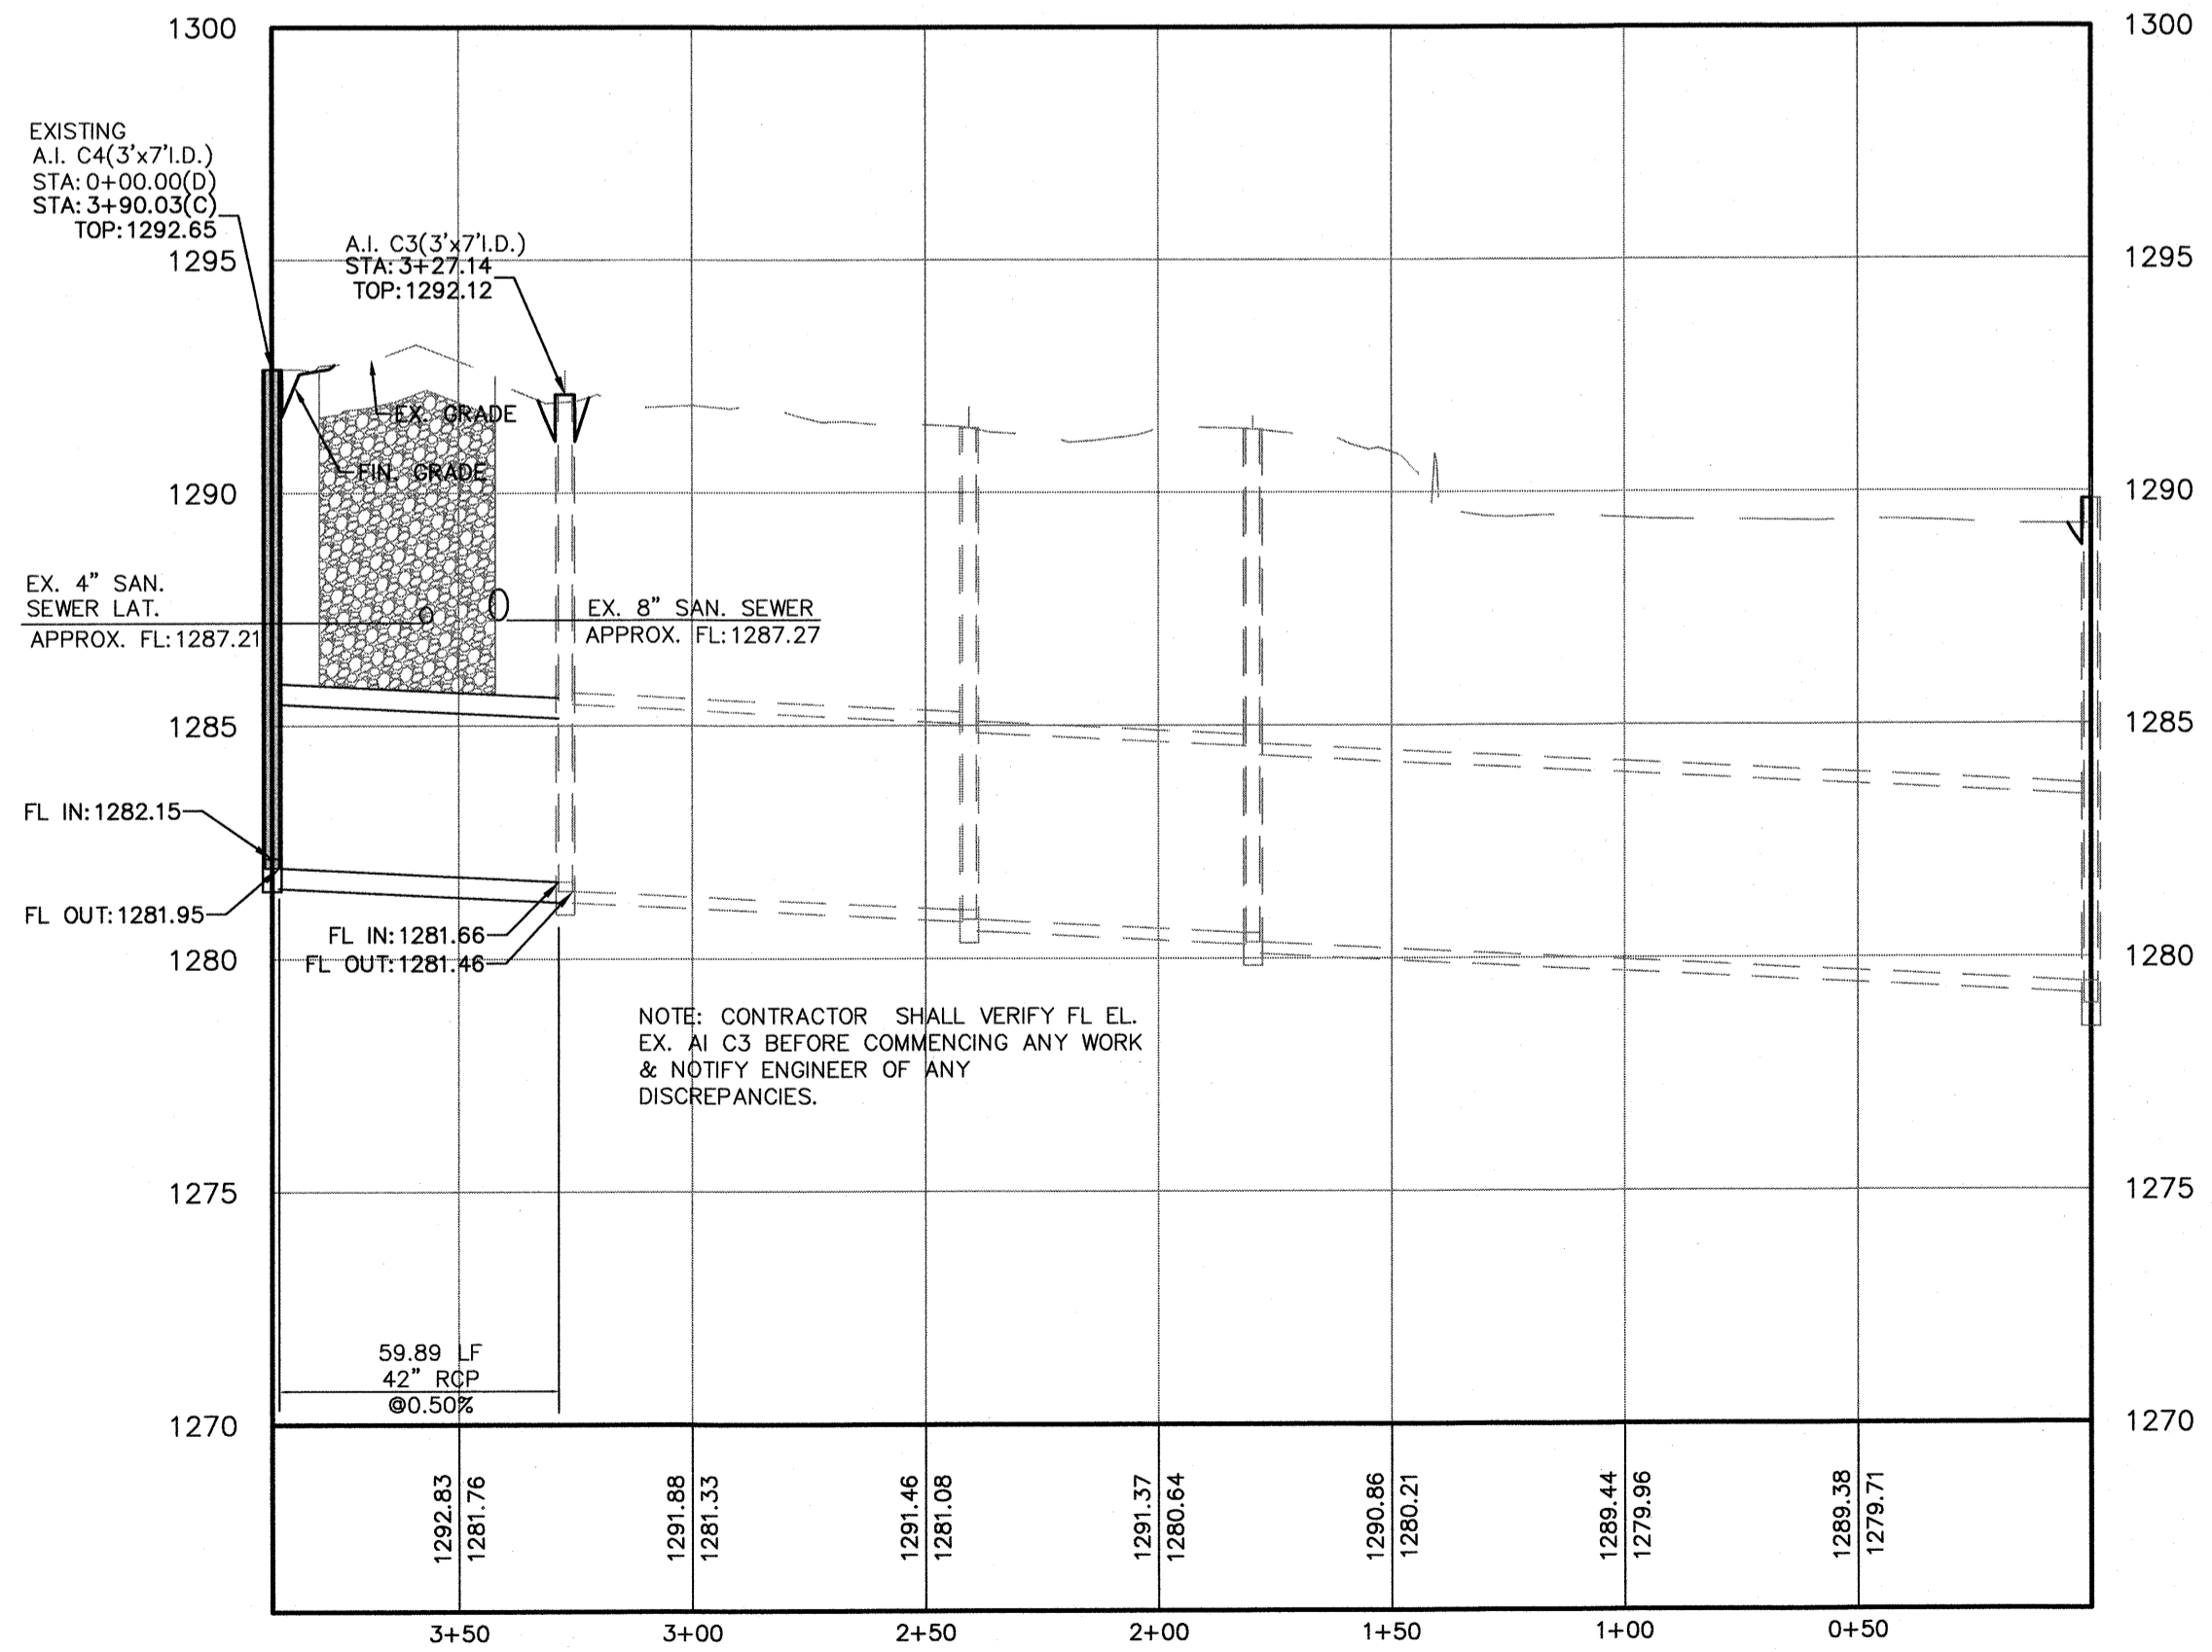 1300
1300
EXISTING
A.I. C4(3'x7'I.D.)
STA: 0+00.00(D)
STA: 3+90.03(C)
TOP:1292.65
A.I. C3(3'x7'I.D.)
STA: 3+27.14
TOP:1292.12
1295
1295
EX. GRADE
FIN. GRADE
1290
1290
EX. 4" SAN.
SEWER LAT.
APPROX. FL:1287.21
EX. 8" SAN. SEWER
APPROX. FL:1287.27
1285
1285
FL IN:1282.15
FL OUT:1281.95
FL IN:1281.66
FL OUT:1281.46
1280
1280
NOTE: CONTRACTOR SHALL VERIFY FL EL.
EX. AI C3 BEFORE COMMENCING ANY WORK
& NOTIFY ENGINEER OF ANY
DISCREPANCIES.
1275
1275
59.89 LF
42" RCP
@0.50%
1270
1270
1292.83
1281.76
1291.88
1281.33
1291.46
1281.08
1291.37
1280.64
1290.86
1280.21
1289.44
1279.96
1289.38
1279.71
3+50
3+00
2+50
2+00
1+50
1+00
0+50